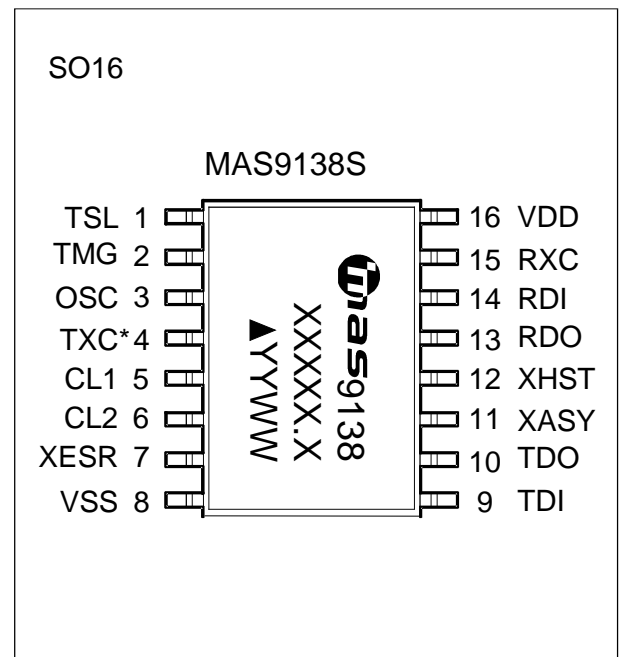 SO16
MAS9138S
TSL 1
TMG 2
OSC 3
TXC* 4
CL1 5
CL2 6
XESR 7
VSS 8
16 VDD
15 RXC
14 RDI
13 RDO
12 XHST
11 XASY
10 TDO
9 TDI
mas9138
XXXXX.X
YYWW